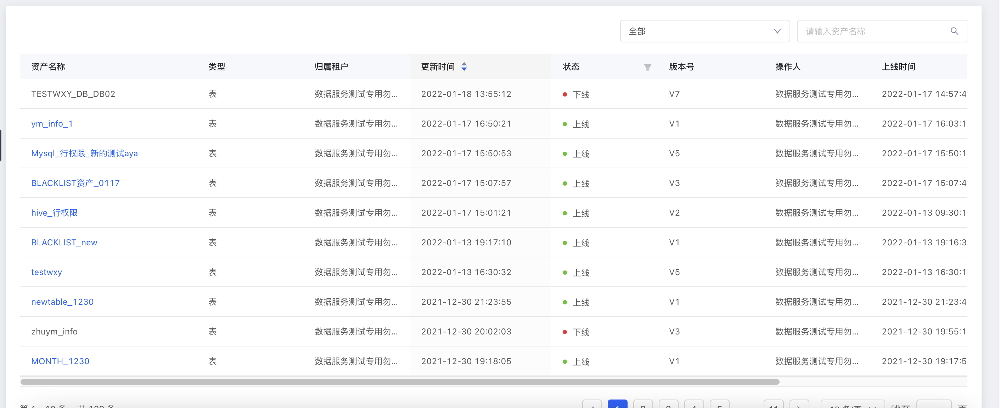 全部 请输入资产名称
资产名称 类型 归属租户 更新时间 状态 版本号 操作人 上线时间
TESTWXY_DB_DB02 表 数据服务测试专用勿... 2022-01-18 13:55:12 下线 V7 数据服务测试专用勿... 2022-01-17 14:57:4
ym_info_1 表 数据服务测试专用勿... 2022-01-17 16:50:21 上线 V1 数据服务测试专用勿... 2022-01-17 16:03:1
Mysql_行权限_新的测试aya 表 数据服务测试专用勿... 2022-01-17 15:50:53 上线 V5 数据服务测试专用勿... 2022-01-17 15:50:1
BLACKLIST资产_0117 表 数据服务测试专用勿... 2022-01-17 15:07:57 上线 V3 数据服务测试专用勿... 2022-01-17 15:07:4
hive_行权限 表 数据服务测试专用勿... 2022-01-17 15:01:21 上线 V2 数据服务测试专用勿... 2022-01-13 09:30:1
BLACKLIST_new 表 数据服务测试专用勿... 2022-01-13 19:17:10 上线 V1 数据服务测试专用勿... 2022-01-13 19:16:3
testwxy 表 数据服务测试专用勿... 2022-01-13 16:30:32 上线 V5 数据服务测试专用勿... 2022-01-13 16:30:1
newtable_1230 表 数据服务测试专用勿... 2021-12-30 21:23:55 上线 V1 数据服务测试专用勿... 2021-12-30 21:23:4
zhuym_info 表 数据服务测试专用勿... 2021-12-30 20:02:03 下线 V3 数据服务测试专用勿... 2021-12-30 19:55:1
MONTH_1230 表 数据服务测试专用勿... 2021-12-30 19:18:05 上线 V1 数据服务测试专用勿... 2021-12-30 19:17:5
1 2 3 4 5 11